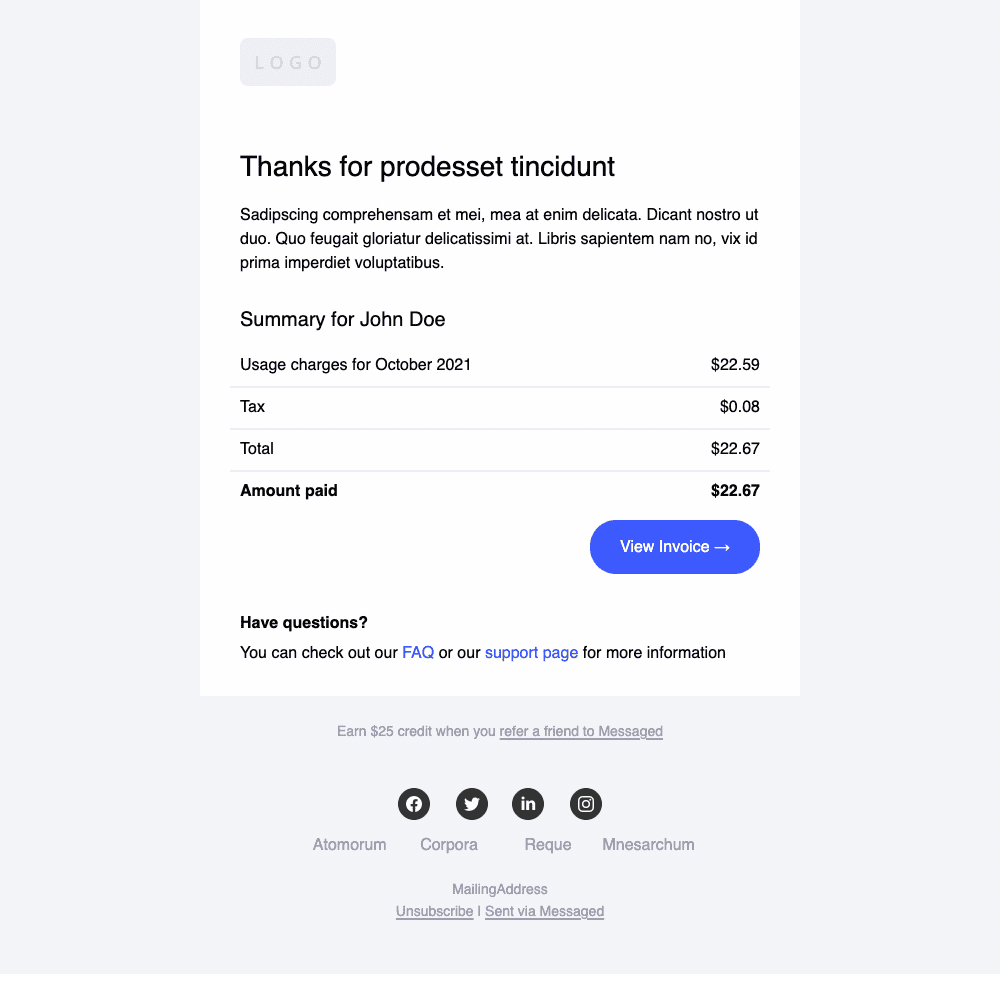 LOGO
Thanks for prodesset tincidunt
Sadipscing comprehensam et mei, mea at enim delicata. Dicant nostro ut
duo. Quo feugait gloriatur delicatissimi at. Libris sapientem nam no, vix id
prima imperdiet voluptatibus.
Summary for John Doe
Usage charges for October 2021 $22.59
Tax $0.08
Total $22.67
Amount paid $22.67
View Invoice →
Have questions?
You can check out our FAQ or our support page for more information
Earn $25 credit when you refer a friend to Messaged
Atomorum Corpora Reque Mnesarchum
MailingAddress
Unsubscribe | Sent via Messaged